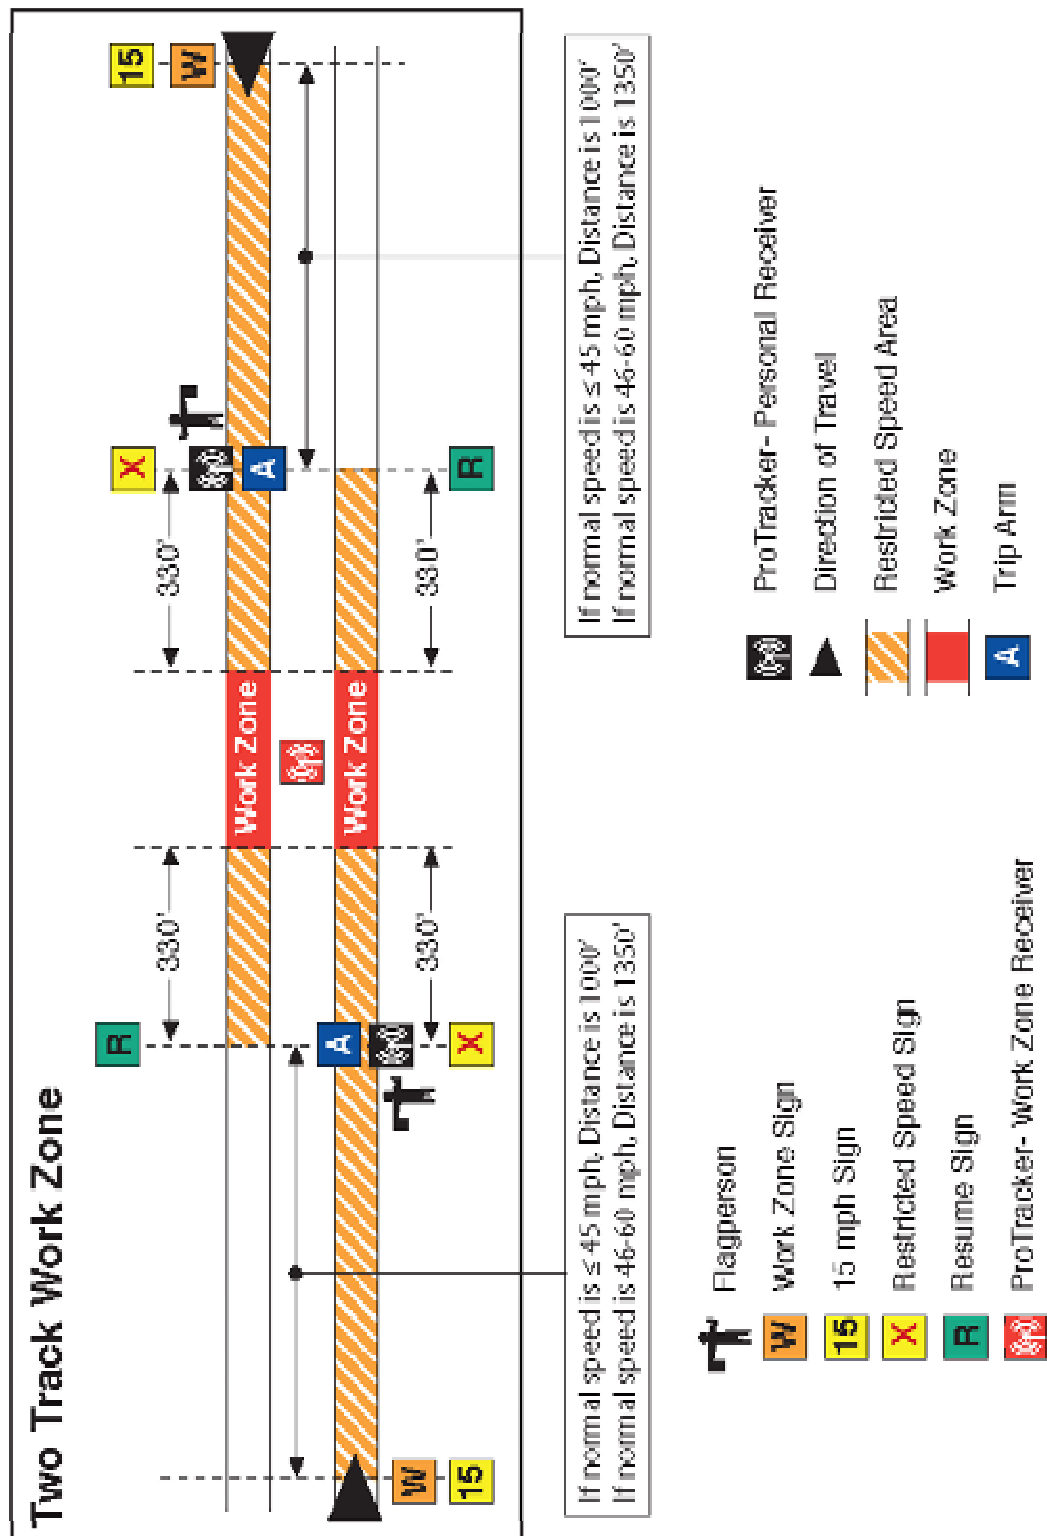 Two Track Work Zone
15
W
X
A
R
330'
330'
Work Zone
Work Zone
330'
330'
R
A
X
W
15
If normal speed is ≤ 45 mph, Distance is 1000'
If normal speed is 46-60 mph, Distance is 1350'
If normal speed is ≤ 45 mph, Distance is 1000'
If normal speed is 46-60 mph, Distance is 1350'
Flagperson
W Work Zone Sign
15 15 mph Sign
X Restricted Speed Sign
R Resume Sign
ProTracker- Work Zone Receiver
ProTracker- Personal Receiver
Direction of Travel
Restricted Speed Area
Work Zone
A Trip Arm